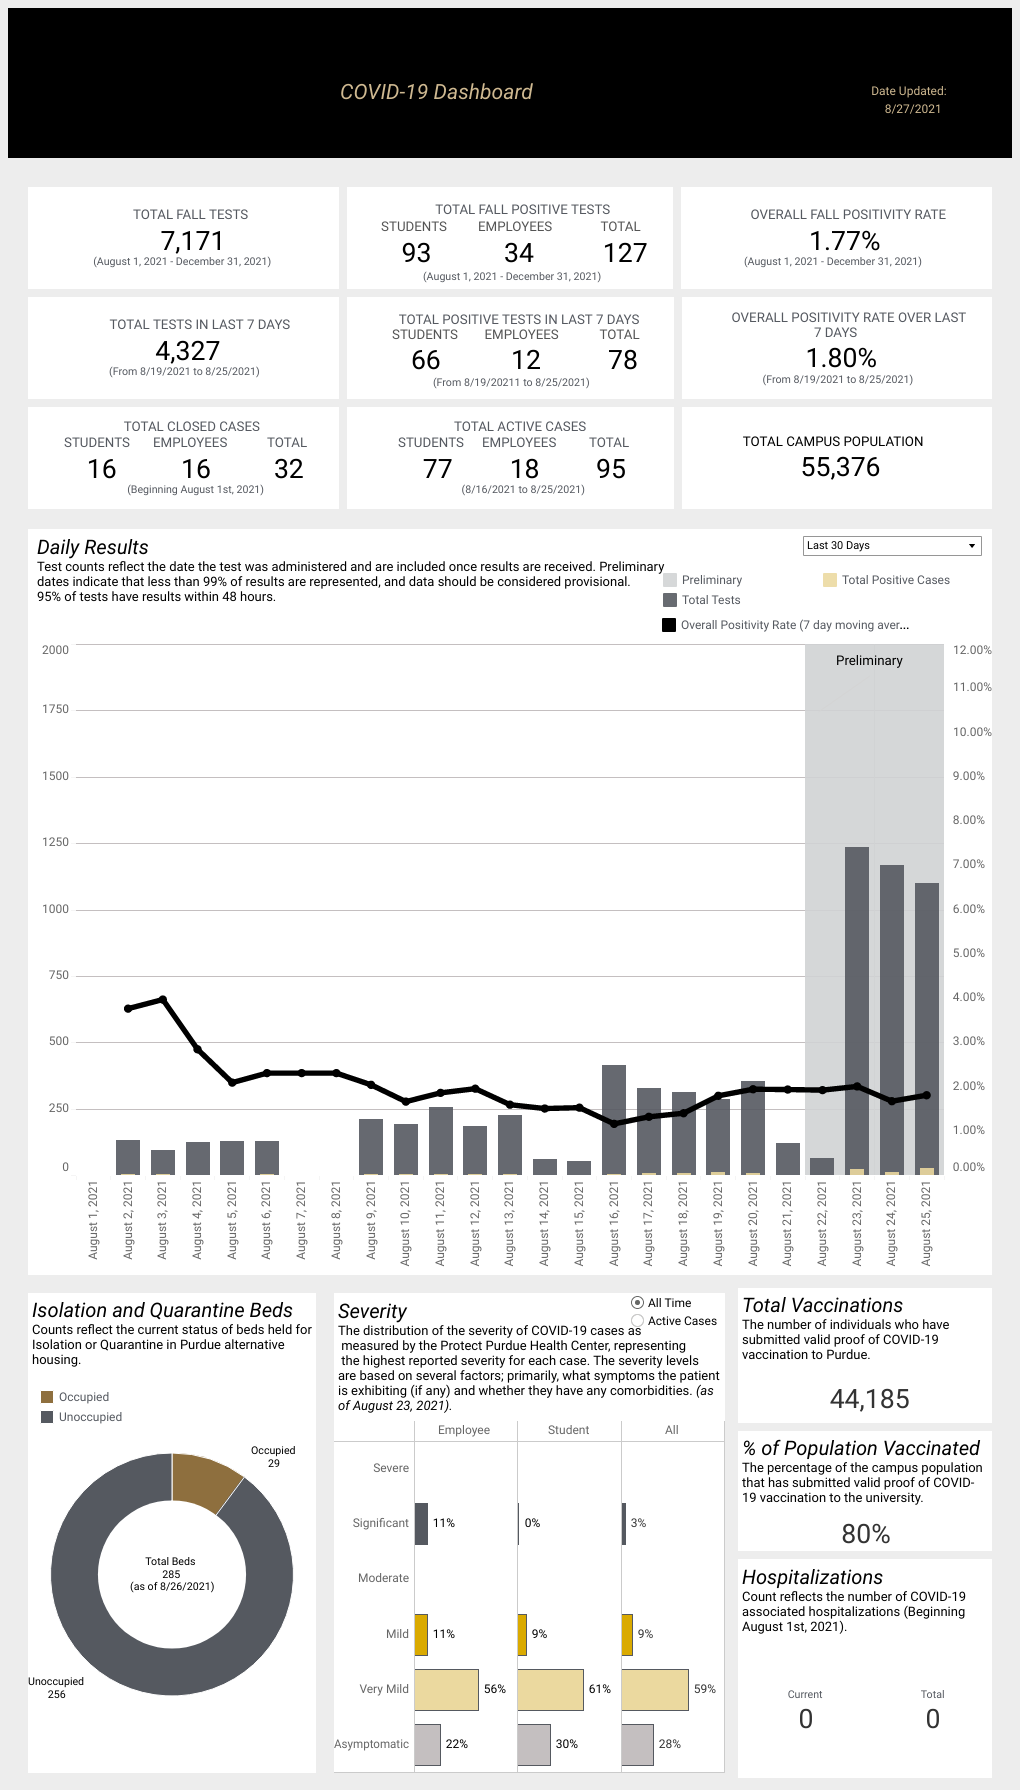 COVID-19 Dashboard
Date Updated:
8/27/2021
TOTAL FALL TESTS
7,171
(August 1, 2021 - December 31, 2021)
TOTAL FALL POSITIVE TESTS
STUDENTS EMPLOYEES TOTAL
93 34 127
(August 1, 2021 - December 31, 2021)
OVERALL FALL POSITIVITY RATE
1.77%
(August 1, 2021 - December 31, 2021)
TOTAL TESTS IN LAST 7 DAYS
4,327
(From 8/19/2021 to 8/25/2021)
TOTAL POSITIVE TESTS IN LAST 7 DAYS
STUDENTS EMPLOYEES TOTAL
66 12 78
(From 8/19/20211 to 8/25/2021)
OVERALL POSITIVITY RATE OVER LAST
7 DAYS
1.80%
(From 8/19/2021 to 8/25/2021)
TOTAL CLOSED CASES
STUDENTS EMPLOYEES TOTAL
16 16 32
(Beginning August 1st, 2021)
TOTAL ACTIVE CASES
STUDENTS EMPLOYEES TOTAL
77 18 95
(8/16/2021 to 8/25/2021)
TOTAL CAMPUS POPULATION
55,376
Daily Results
Test counts reflect the date the test was administered and are included once results are received. Preliminary
dates indicate that less than 99% of results are represented, and data should be considered provisional.
95% of tests have results within 48 hours.
Last 30 Days
Preliminary
Total Positive Cases
Total Tests
Overall Positivity Rate (7 day moving aver...
2000
1750
1500
1250
1000
750
500
250
0
Preliminary
12.00%
11.00%
10.00%
9.00%
8.00%
7.00%
6.00%
5.00%
4.00%
3.00%
2.00%
1.00%
0.00%
August 1, 2021
August 2, 2021
August 3, 2021
August 4, 2021
August 5, 2021
August 6, 2021
August 7, 2021
August 8, 2021
August 9, 2021
August 10, 2021
August 11, 2021
August 12, 2021
August 13, 2021
August 14, 2021
August 15, 2021
August 16, 2021
August 17, 2021
August 18, 2021
August 19, 2021
August 20, 2021
August 21, 2021
August 22, 2021
August 23, 2021
August 24, 2021
August 25, 2021
Isolation and Quarantine Beds
Counts reflect the current status of beds held for
Isolation or Quarantine in Purdue alternative
housing.
Occupied
Unoccupied
Occupied
29
Total Beds
285
(as of 8/26/2021)
Unoccupied
256
Severity
All Time
Active Cases
The distribution of the severity of COVID-19 cases as
measured by the Protect Purdue Health Center, representing
the highest reported severity for each case. The severity levels
are based on several factors; primarily, what symptoms the patient
is exhibiting (if any) and whether they have any comorbidities. (as
of August 23, 2021).
Employee Student All
Severe
Significant 11% 0% 3%
Moderate
Mild 11% 9% 9%
Very Mild 56% 61% 59%
Asymptomatic 22% 30% 28%
Total Vaccinations
The number of individuals who have
submitted valid proof of COVID-19
vaccination to Purdue.
44,185
% of Population Vaccinated
The percentage of the campus population
that has submitted valid proof of COVID-
19 vaccination to the university.
80%
Hospitalizations
Count reflects the number of COVID-19
associated hospitalizations (Beginning
August 1st, 2021).
Current Total
0 0